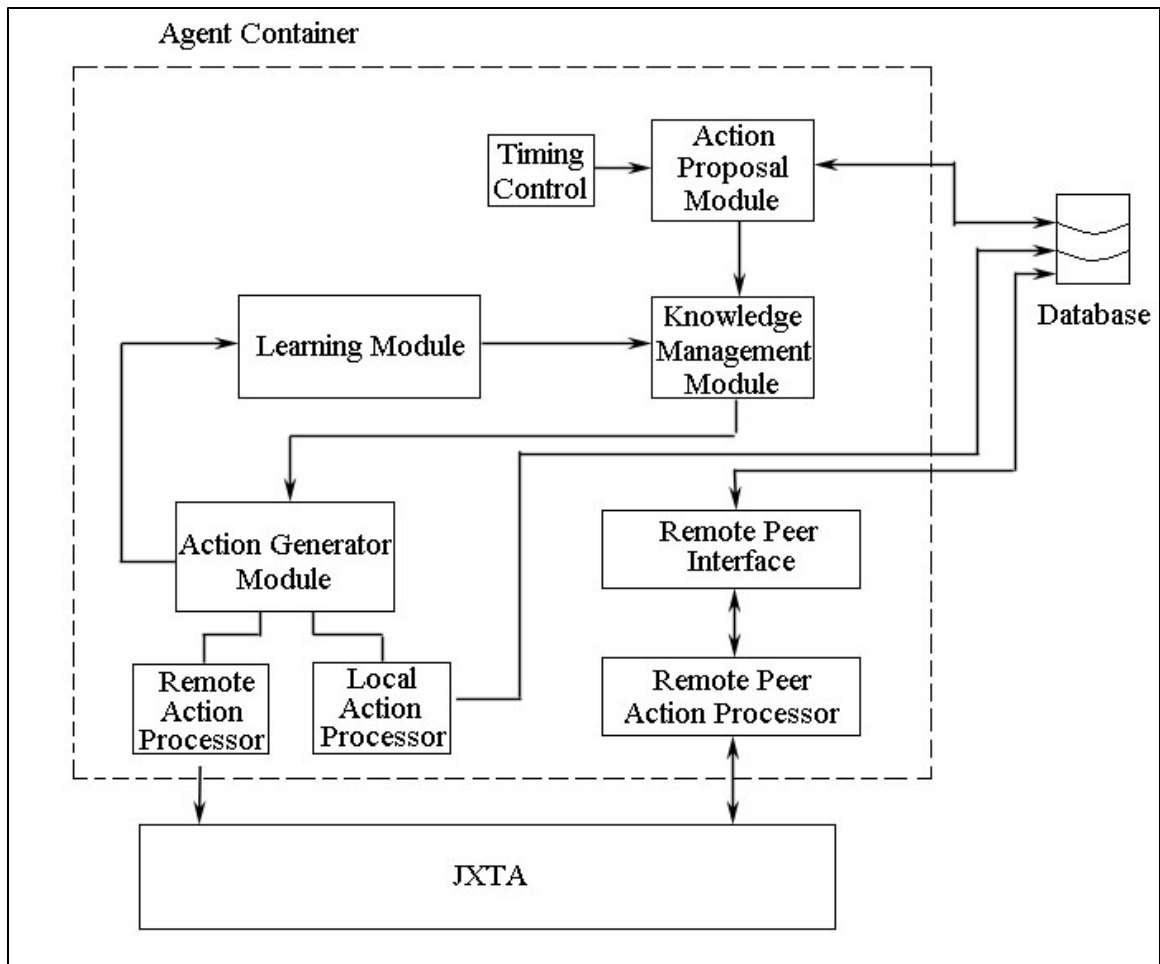 Agent Container
Timing
Control
Action
Proposal
Module
Database
Learning Module
Knowledge
Management
Module
Action Generator
Module
Remote Peer
Interface
Remote
Action
Processor
Local
Action
Processor
Remote Peer
Action Processor
JXTA